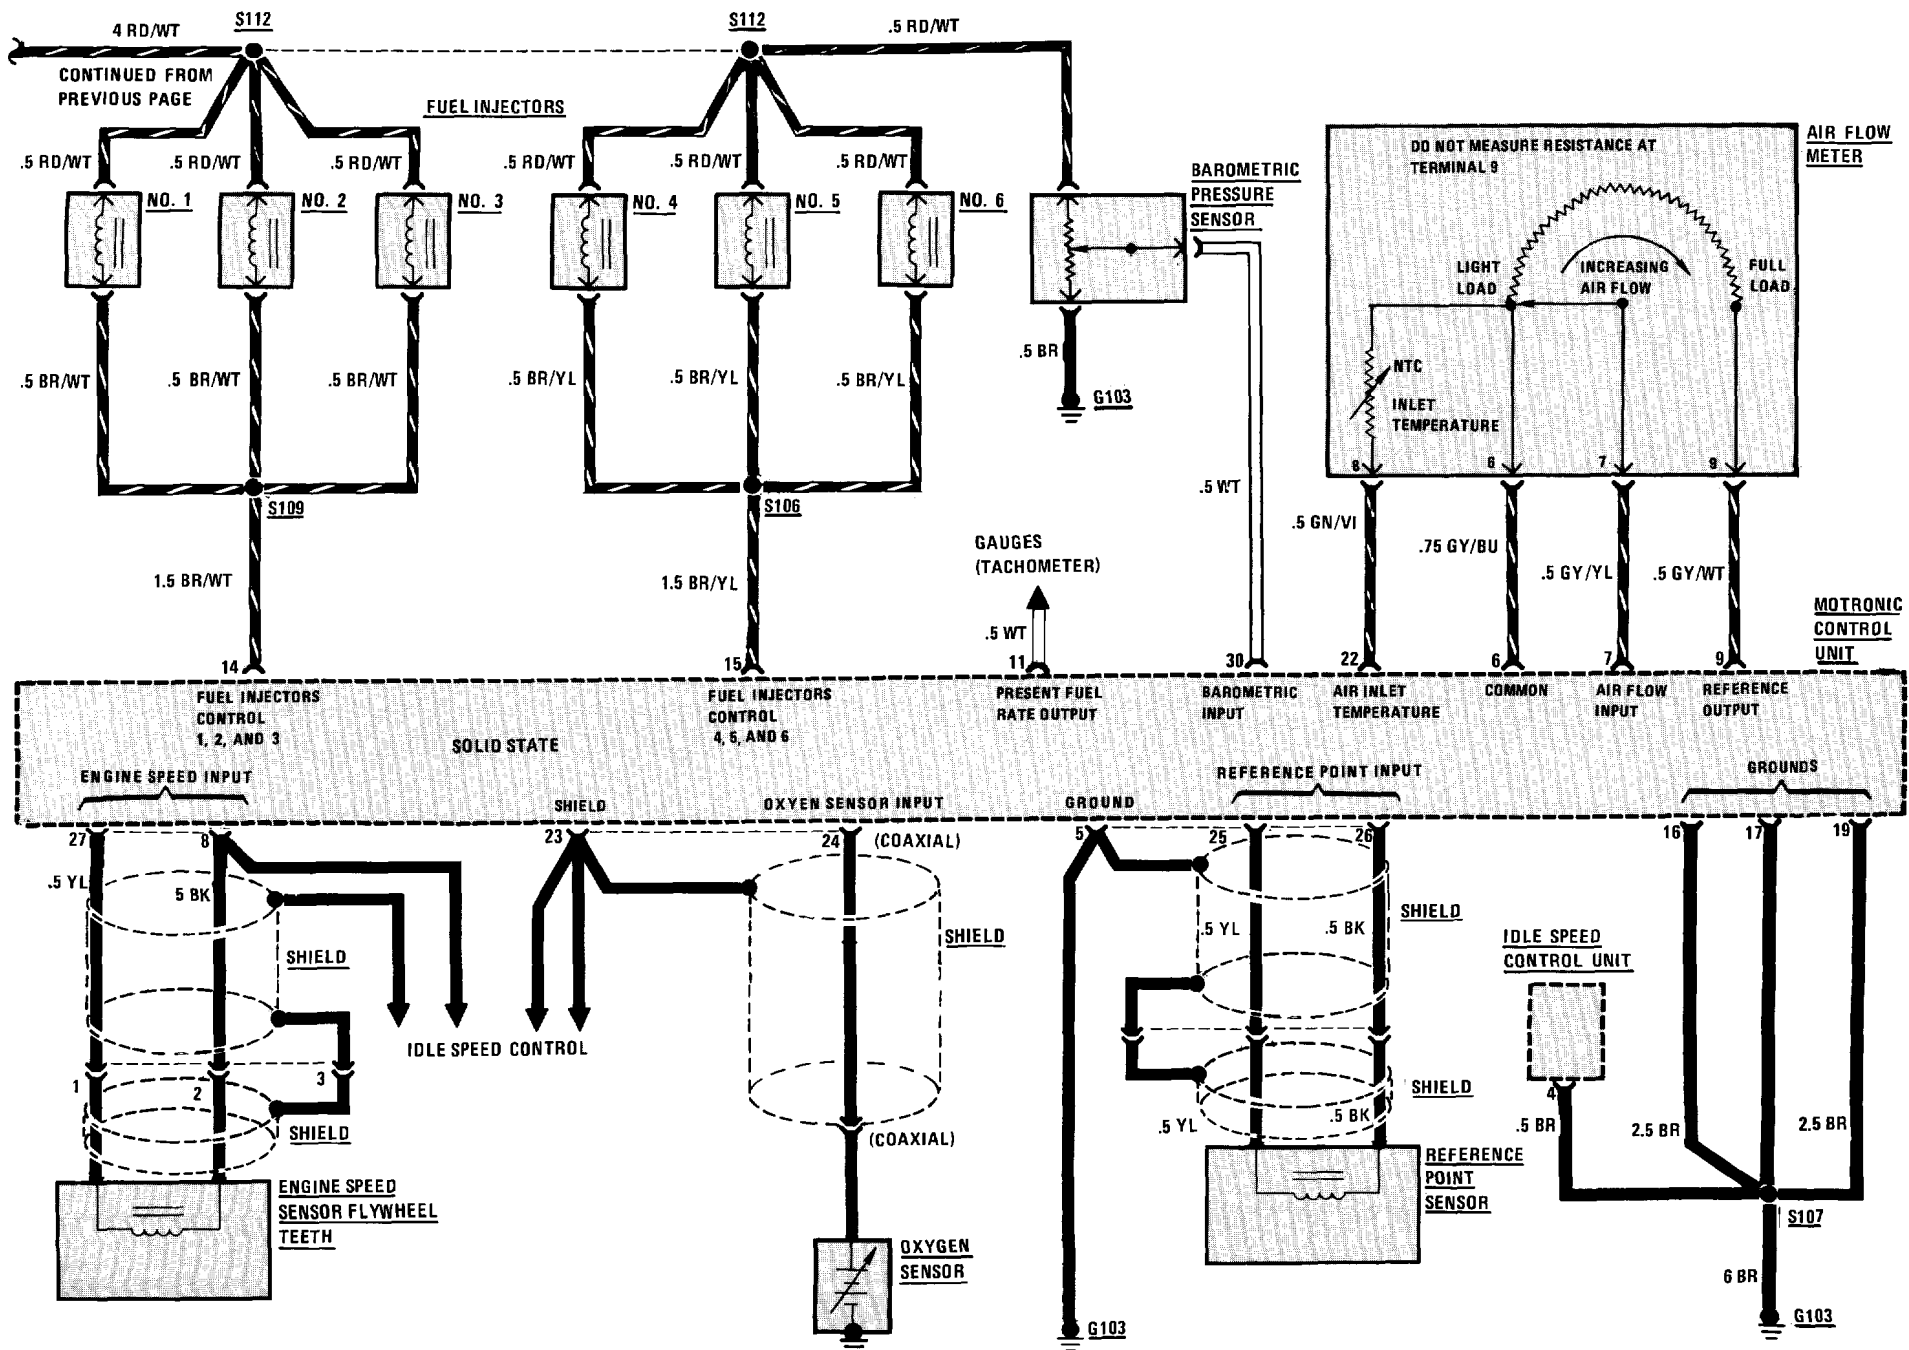 S112
S112
4 RD/WT
.5 RD/WT
CONTINUED FROM
PREVIOUS PAGE
FUEL INJECTORS
AIR FLOW
METER
DO NOT MEASURE RESISTANCE AT
TERMINAL 9
.5 RD/WT
.5 RD/WT
.5 RD/WT
.5 RD/WT
.5 RD/WT
.5 RD/WT
BAROMETRIC
PRESSURE
SENSOR
NO. 1
NO. 2
NO. 3
NO. 4
NO. 5
NO. 6
LIGHT
LOAD
INCREASING
AIR FLOW
FULL
LOAD
.5 BR
G103
NTC
INLET
TEMPERATURE
.5 BR/WT
.5 BR/WT
.5 BR/WT
.5 BR/YL
.5 BR/YL
.5 BR/YL
8
6
7
9
S109
S106
.5 WT
.5 GN/VI
.75 GY/BU
.5 GY/YL
.5 GY/WT
GAUGES
(TACHOMETER)
1.5 BR/WT
1.5 BR/YL
.5 WT
MOTRONIC
CONTROL
UNIT
14
15
11
30
22
6
7
9
FUEL INJECTORS
CONTROL
1, 2, AND 3
FUEL INJECTORS
CONTROL
4, 5, AND 6
PRESENT FUEL
RATE OUTPUT
BAROMETRIC
INPUT
AIR INLET
TEMPERATURE
COMMON
AIR FLOW
INPUT
REFERENCE
OUTPUT
SOLID STATE
ENGINE SPEED INPUT
SHIELD
OXYEN SENSOR INPUT
GROUND
REFERENCE POINT INPUT
GROUNDS
27
8
23
24
(COAXIAL)
5
25
26
16
17
19
.5 YL
5 BK
SHIELD
SHIELD
.5 YL
.5 BK
SHIELD
IDLE SPEED
CONTROL UNIT
IDLE SPEED CONTROL
1
2
3
SHIELD
(COAXIAL)
.5 YL
.5 BK
SHIELD
4
.5 BR
2.5 BR
2.5 BR
ENGINE SPEED
SENSOR FLYWHEEL
TEETH
OXYGEN
SENSOR
REFERENCE
POINT
SENSOR
S107
6 BR
G103
G103